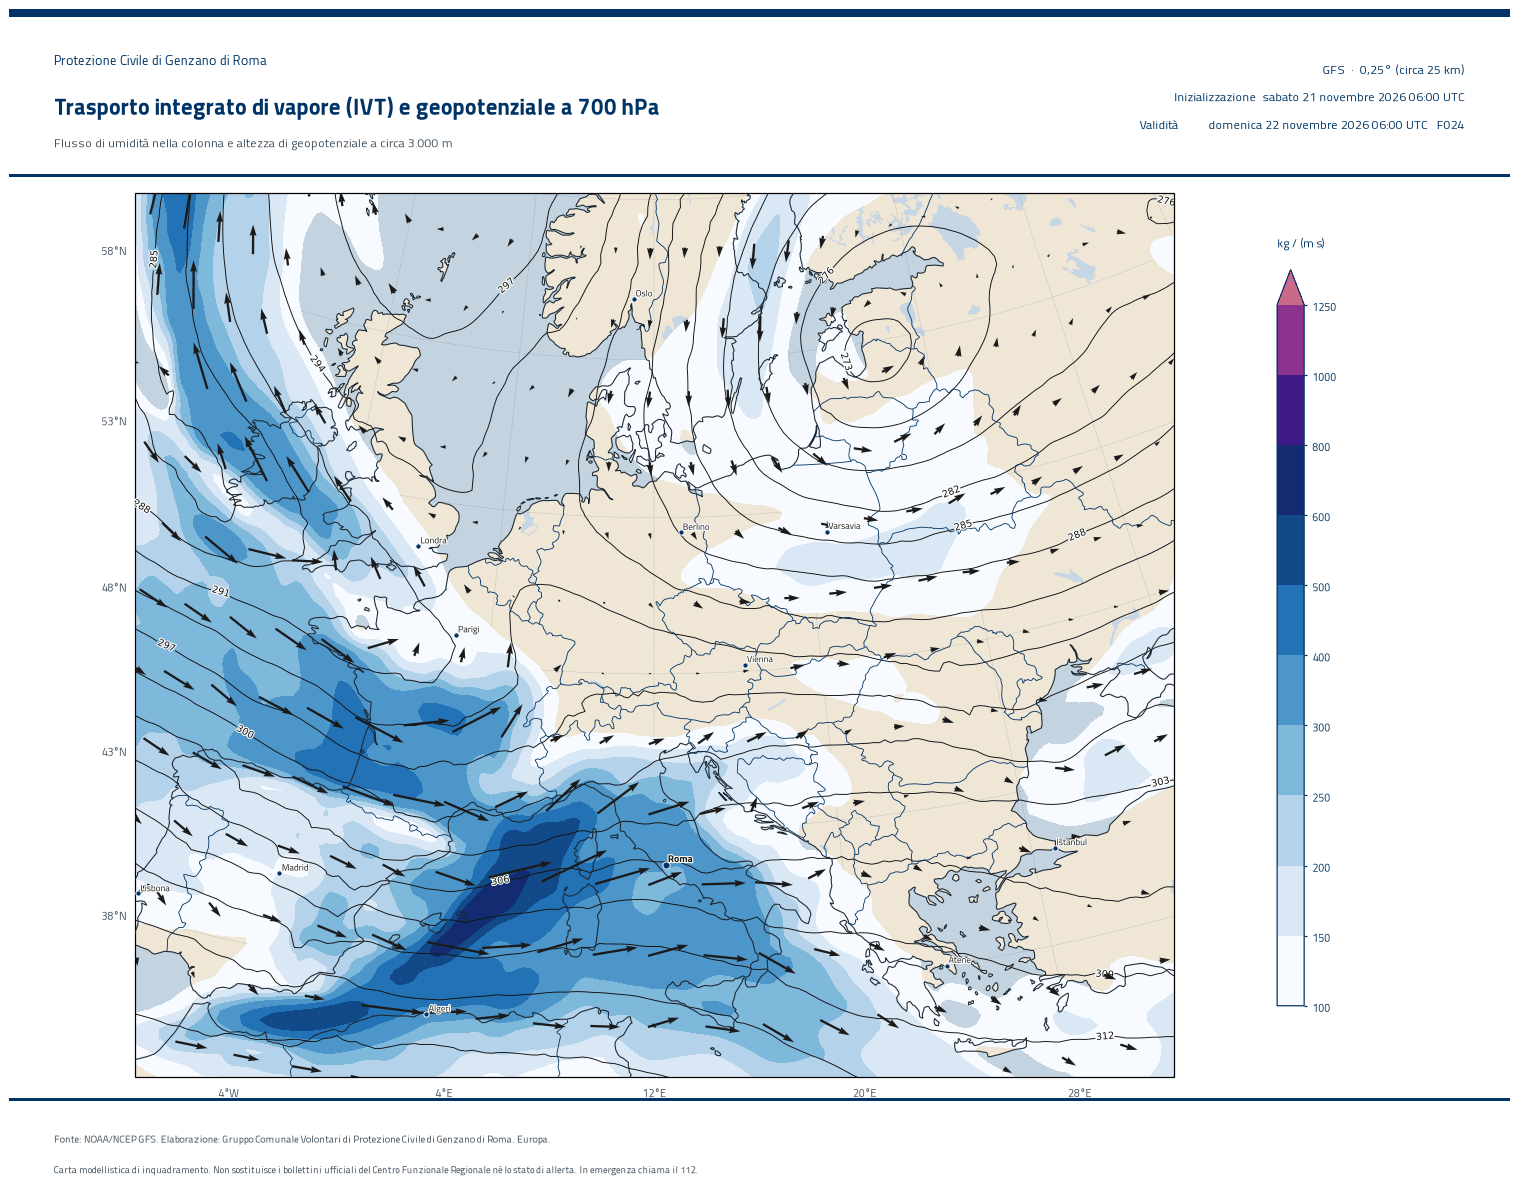 Protezione Civile di Genzano di Roma
Trasporto integrato di vapore (IVT) e geopotenziale a 700 hPa
Flusso di umidità nella colonna e altezza di geopotenziale a circa 3.000 m
GFS · 0,25° (circa 25 km)
Inizializzazione sabato 21 novembre 2026 06:00 UTC
Validità domenica 22 novembre 2026 06:00 UTC F024
276
58°N
285
297
276
Oslo
273
294
53°N
282
288
285
Berlino
Varsavia
288
Londra
48°N
291
Parigi
297
Vienna
300
43°N
303
Istanbul
Roma
Madrid
306
Lisbona
38°N
Atene
309
Algeri
312
4°W
4°E
12°E
20°E
28°E
kg / (m s)
1250
1000
800
600
500
400
300
250
200
150
100
Fonte: NOAA/NCEP GFS. Elaborazione: Gruppo Comunale Volontari di Protezione Civile di Genzano di Roma. Europa.
Carta modellistica di inquadramento. Non sostituisce i bollettini ufficiali del Centro Funzionale Regionale né lo stato di allerta. In emergenza chiama il 112.